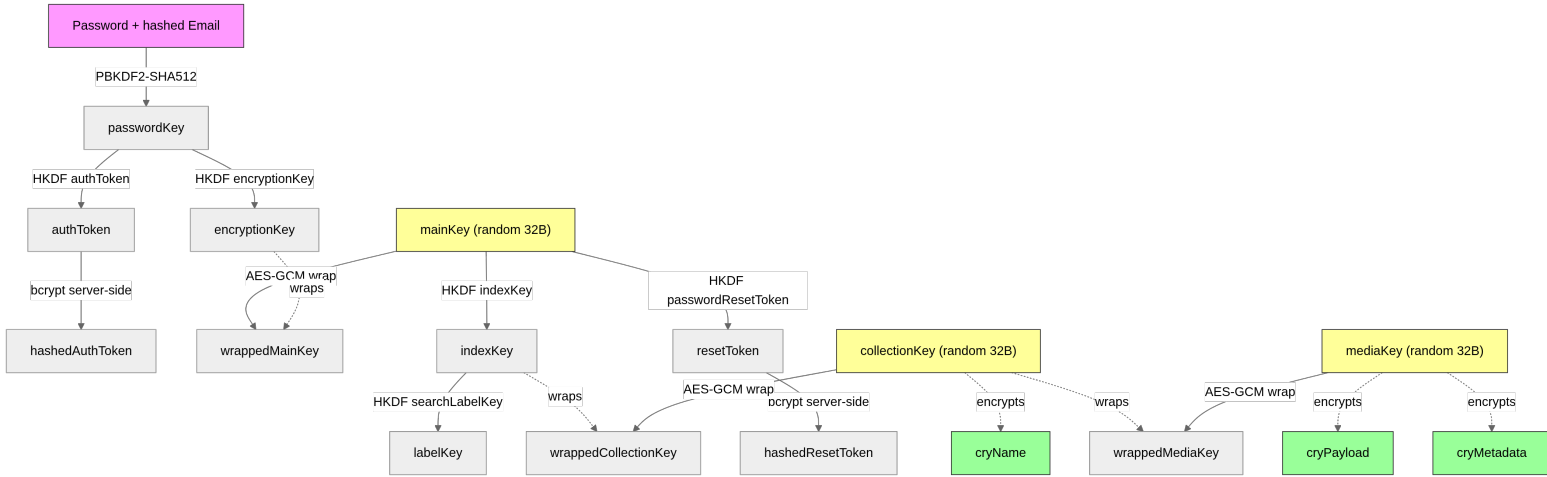 Password + hashed Email
PBKDF2-SHA512
passwordKey
HKDF authToken
HKDF encryptionKey
authToken
encryptionKey
mainKey (random 32B)
AES-GCM wrap
wraps
bcrypt server-side
HKDF indexKey
HKDF
passwordResetToken
hashedAuthToken
wrappedMainKey
indexKey
resetToken
collectionKey (random 32B)
mediaKey (random 32B)
HKDF searchLabelKey
wraps
AES-GCM wrap
bcrypt server-side
encrypts
wraps
AES-GCM wrap
encrypts
encrypts
labelKey
wrappedCollectionKey
hashedResetToken
cryName
wrappedMediaKey
cryPayload
cryMetadata